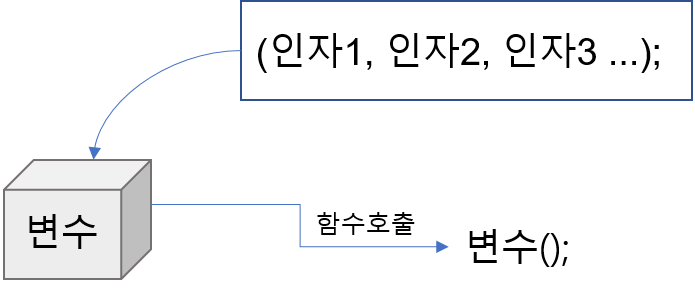 (인자1, 인자2, 인자3 ...);
변수
함수호출
변수();